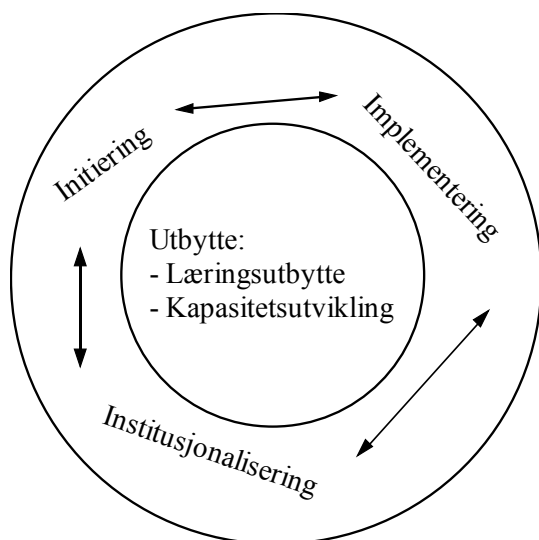 Initiering
Implementering
Utbytte:
- Læringsutbytte
- Kapasitetsutvikling
Institusjonalisering